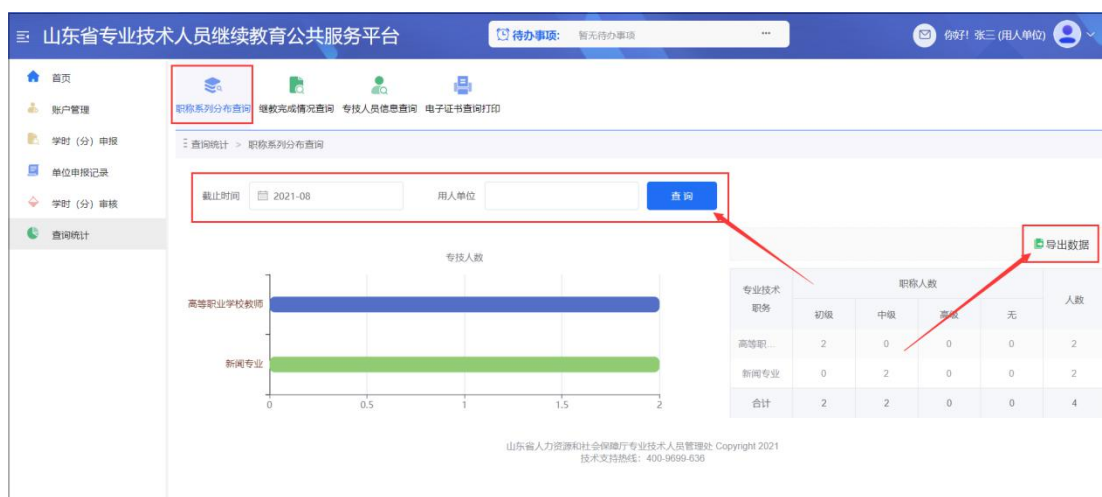 山东省专业技术人员继续教育公共服务平台 待办事项: 暂无待办事项 ... 你好! 张三 (用人单位)
首页
账户管理
学时（分）申报
单位申报记录
学时（分）审核
查询统计
职称系列分布查询 继教完成情况查询 专技人员信息查询 电子证书查询打印
查询统计 > 职称系列分布查询
截止时间 2021-08 用人单位 查 询
导出数据
专技人数
高等职业学校教师
新闻专业
0 0.5 1 1.5 2
专业技术职务 职称人数 人数
初级 中级 高级 无
高等职... 2 0 0 0 2
新闻专业 0 2 0 0 2
合计 2 2 0 0 4
山东省人力资源和社会保障厅专业技术人员管理处 Copyright 2021
技术支持热线: 400-9699-636